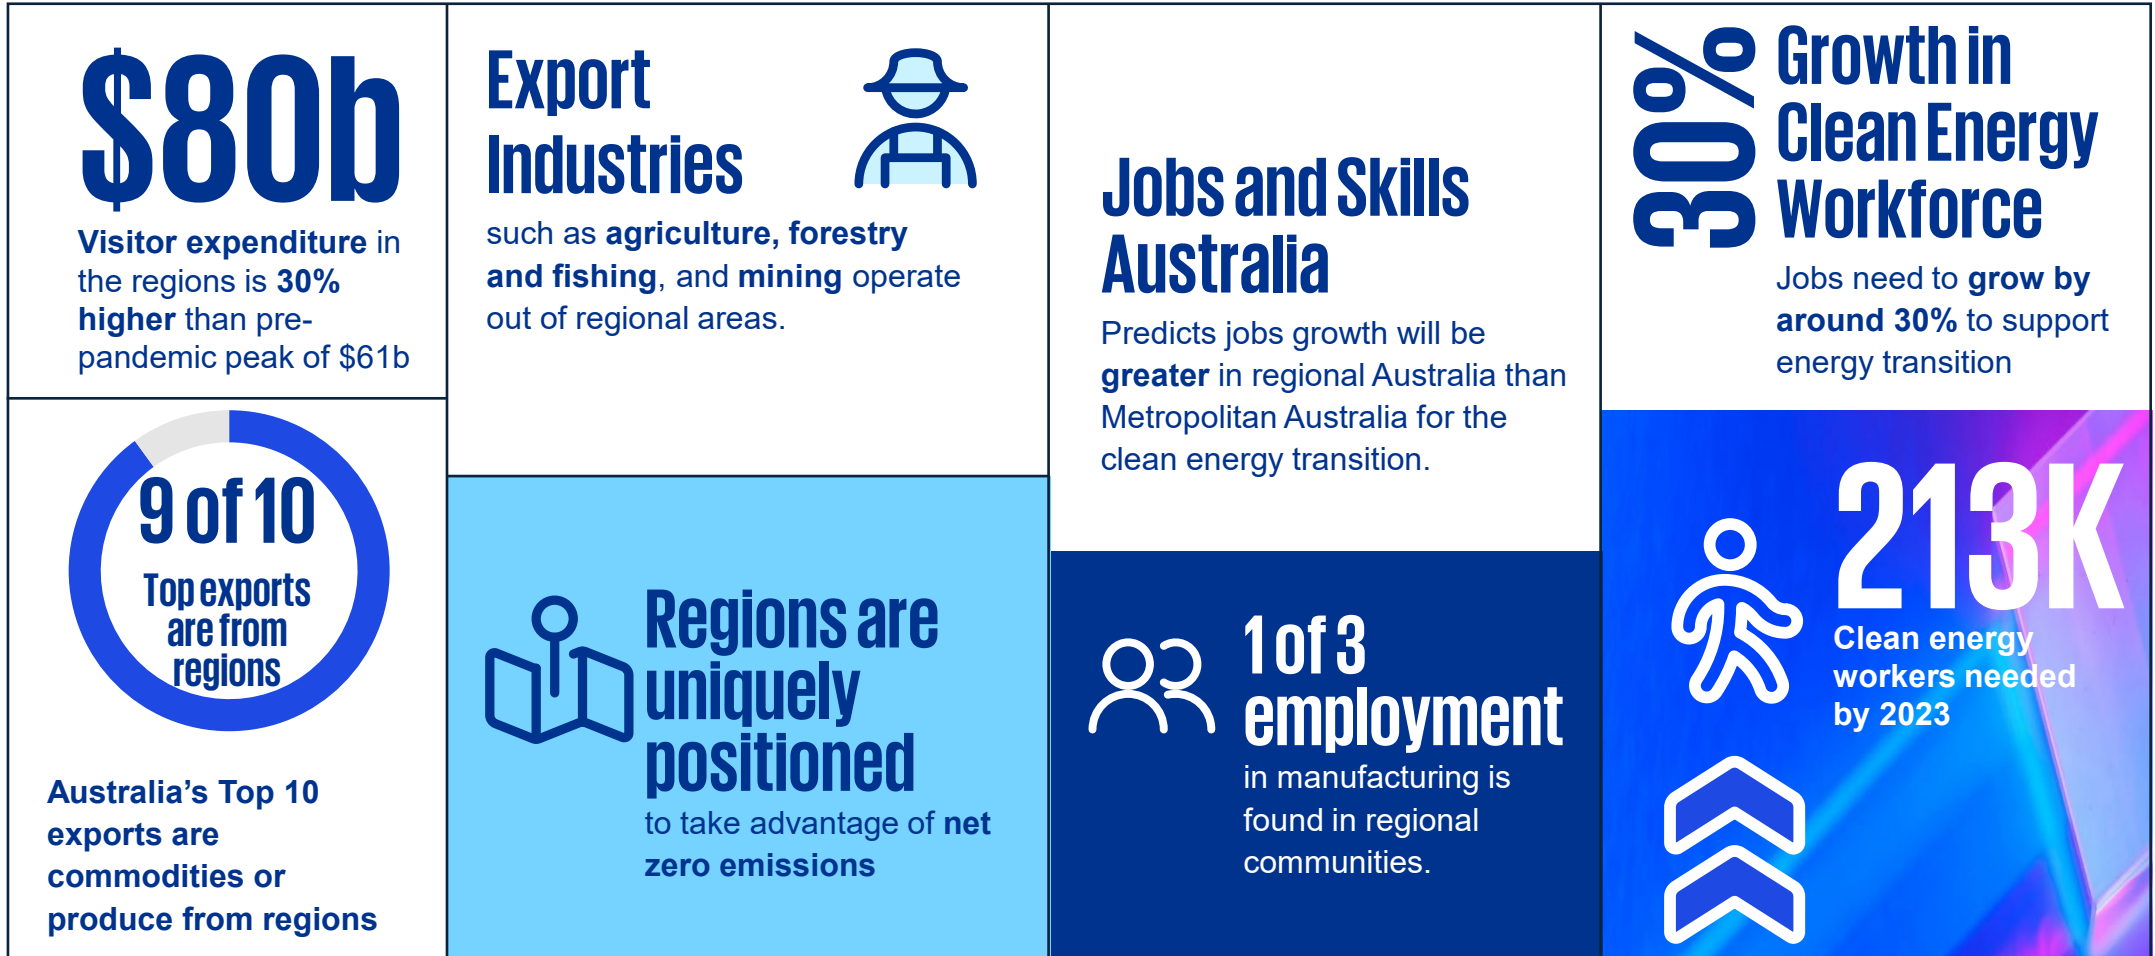 $80b
Visitor expenditure in
the regions is 30%
higher than pre-
pandemic peak of $61b
9 of 10
Top exports
are from
regions
Australia’s Top 10
exports are
commodities or
produce from regions
Export
Industries
such as agriculture, forestry
and fishing, and mining operate
out of regional areas.
Regions are
uniquely
positioned
to take advantage of net
zero emissions
Jobs and Skills
Australia
Predicts jobs growth will be
greater in regional Australia than
Metropolitan Australia for the
clean energy transition.
1 of 3
employment
in manufacturing is
found in regional
communities.
30%
Growth in
Clean Energy
Workforce
Jobs need to grow by
around 30% to support
energy transition
213K
Clean energy
workers needed
by 2023